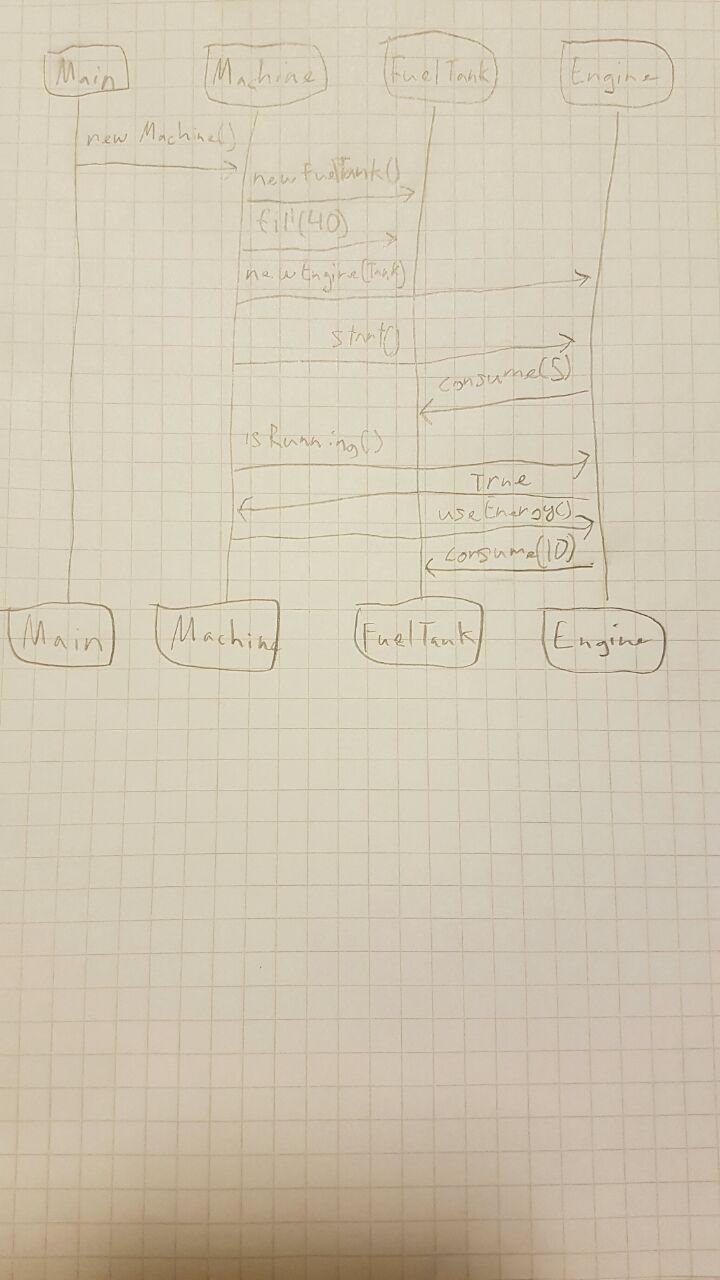 Main Machine FuelTank Engine
new Machine()
new FuelTank()
fill(40)
new Engine(Tank)
start()
consume(5)
isRunning()
True
useEnergy()
consume(10)
Main Machine FuelTank Engine